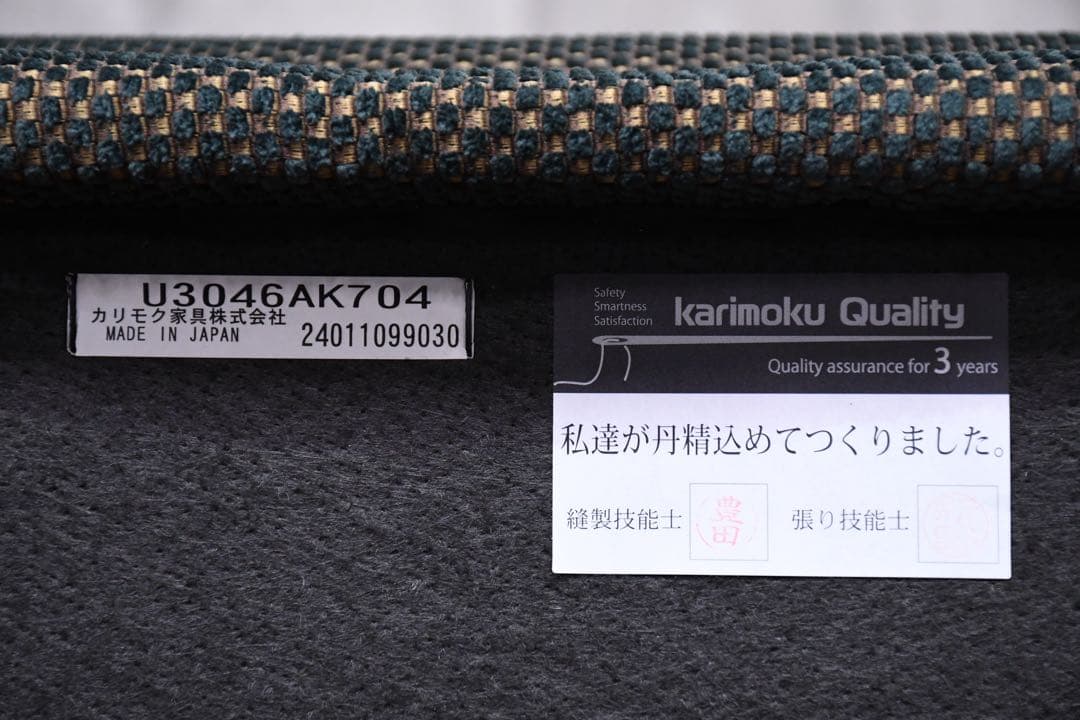 U3046AK704
カリモク家具株式会社
MADE IN JAPAN
24011099030
Safety
Smartness
Satisfaction
karimoku Quality
Quality assurance for 3 years
私達が丹精込めてつくりました。
縫製技能士
豊田
張り技能士